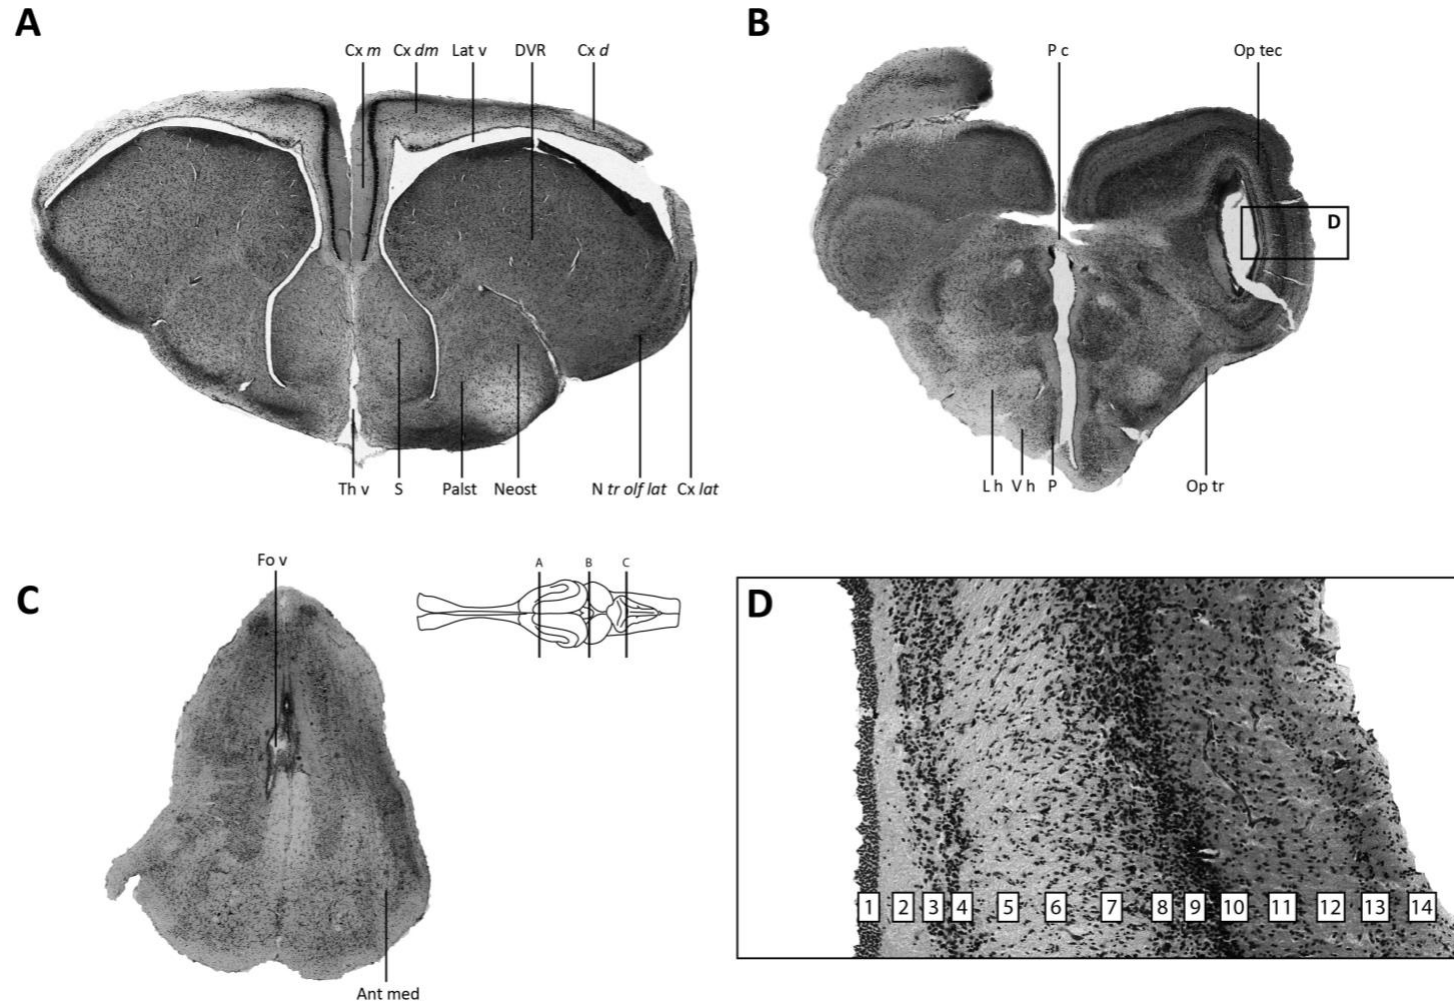 A
Cx m Cx dm Lat v DVR Cx d
Th v S Palst Neost N tr olf lat Cx lat
B
P c Op tec
D
L h V h P Op tr
C
Fo v
Ant med
A B C
D
1 2 3 4 5 6 7 8 9 10 11 12 13 14